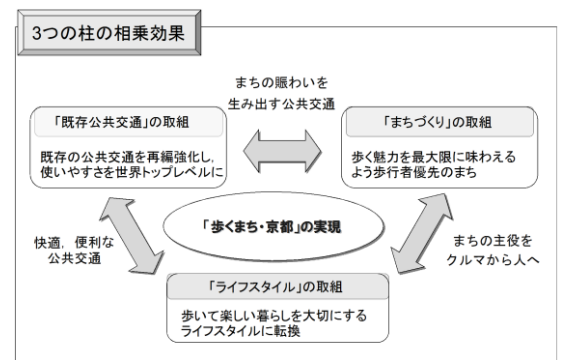 3つの柱の相乗効果
まちの賑わいを
生み出す公共交通
「既存公共交通」の取組
既存の公共交通を再編強化し,
使いやすさを世界トップレベルに
「まちづくり」の取組
歩く魅力を最大限に味わえる
よう歩行者優先のまち
「歩くまち・京都」の実現
快適, 便利な
公共交通
まちの主役を
クルマから人へ
「ライフスタイル」の取組
歩いて楽しい暮らしを大切にする
ライフスタイルに転換